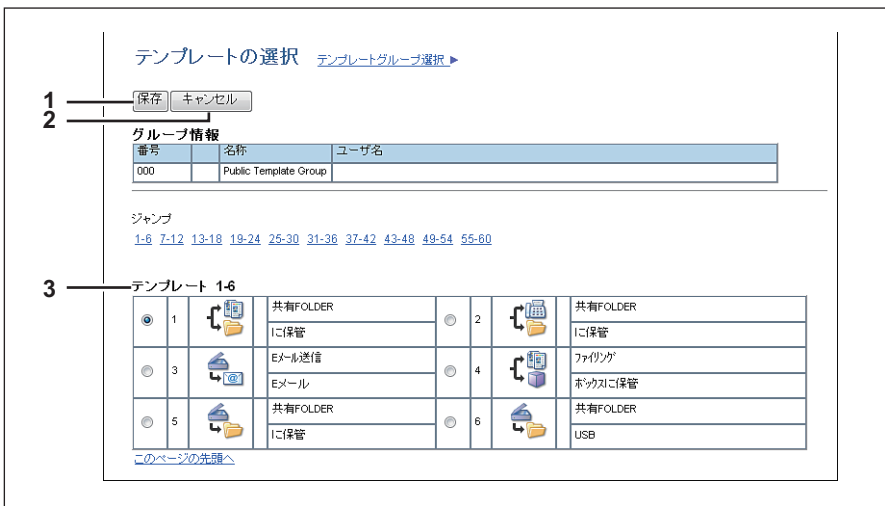 テンプレートの選択 テンプレートグループ選択 ▶
1 保存 キャンセル
2
グループ情報
番号 名称 ユーザ名
000 Public Template Group
ジャンプ
1-6 7-12 13-18 19-24 25-30 31-36 37-42 43-48 49-54 55-60
3 テンプレート 1-6
1 共有FOLDER 2 共有FOLDER
に保管 に保管
3 Eメール送信 4 ファイリング
Eメール ボックスに保管
5 共有FOLDER 6 共有FOLDER
に保管 USB
このページの先頭へ